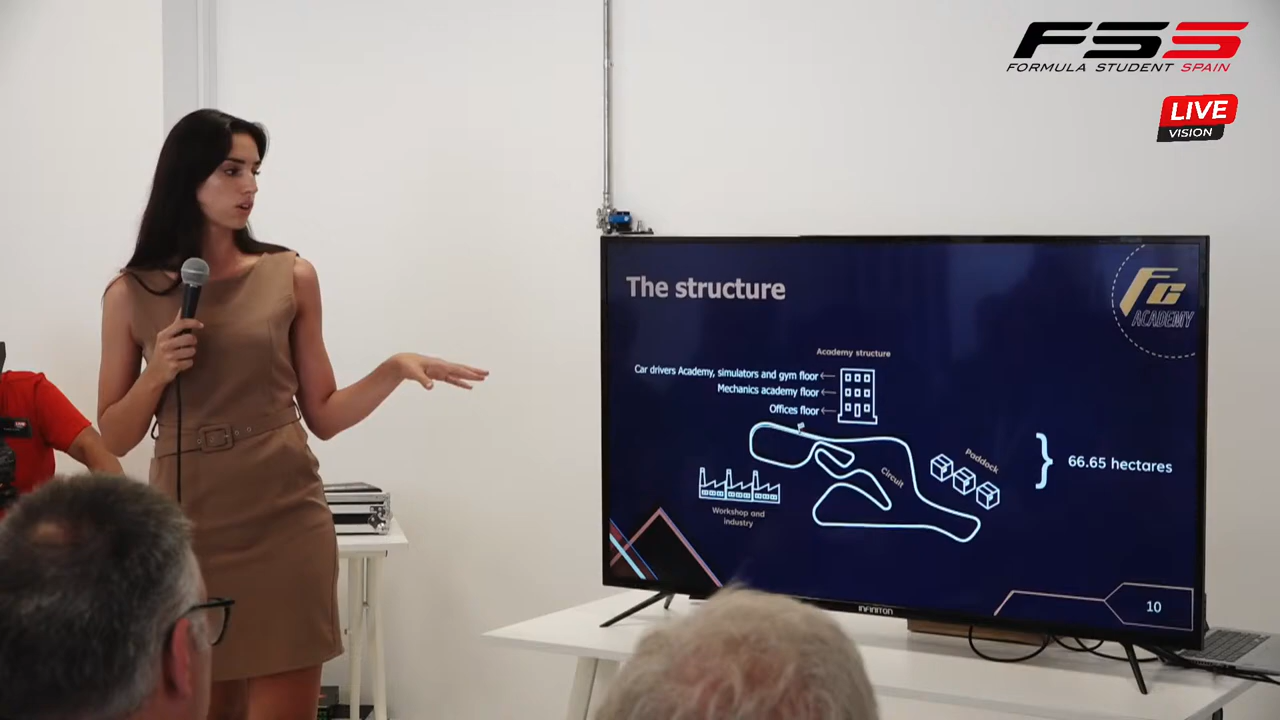 FSS
FORMULA STUDENT SPAIN
LIVE
VISION
The structure
FC
ACADEMY
Academy structure
Car drivers Academy, simulators and gym floor
Mechanics academy floor
Offices floor
Circuit
Paddock
66.65 hectares
Workshop and
industry
10
INFINITON